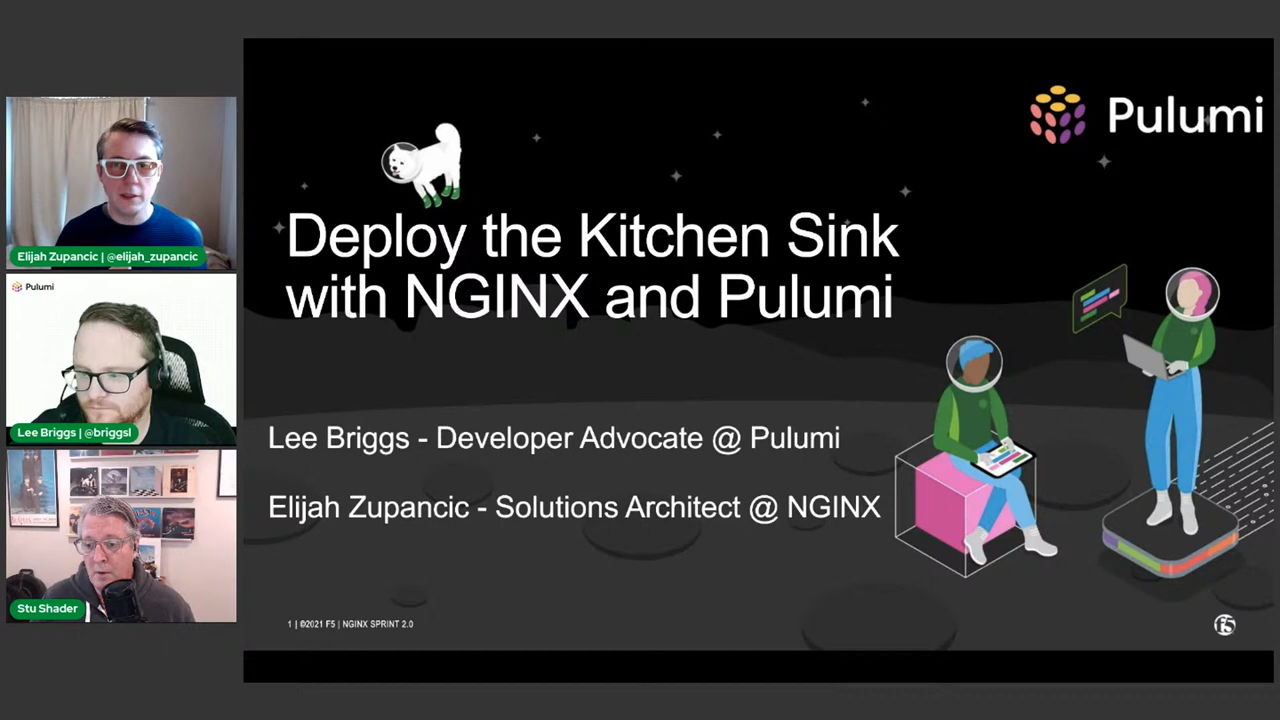 Elijah Zupancic | @elijah_zupancic
Pulumi
Lee Briggs | @briggsl
Stu Shader
Pulumi
Deploy the Kitchen Sink
with NGINX and Pulumi
Lee Briggs - Developer Advocate @ Pulumi
Elijah Zupancic - Solutions Architect @ NGINX
1 | ©2021 F5 | NGINX SPRINT 2.0
f5